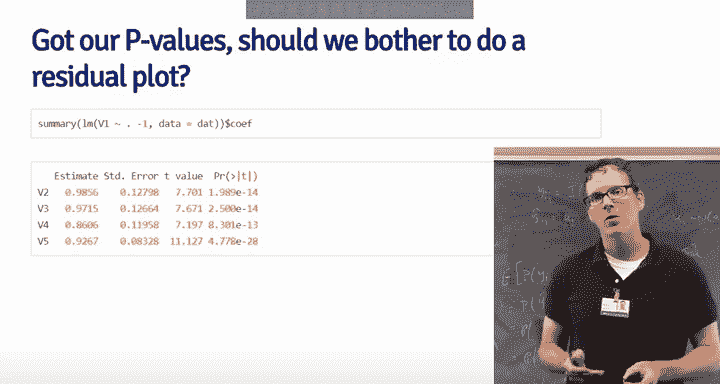 Got our P-values, should we bother to do a
residual plot?
summary(lm(V1 ~ . -1, data = dat))$coef
Estimate Std. Error t value Pr(>|t|)
V2 0.9856 0.12798 7.701 1.989e-14
V3 0.9715 0.12664 7.671 2.500e-14
V4 0.8606 0.11958 7.197 8.301e-13
V5 0.9267 0.08328 11.127 4.778e-28